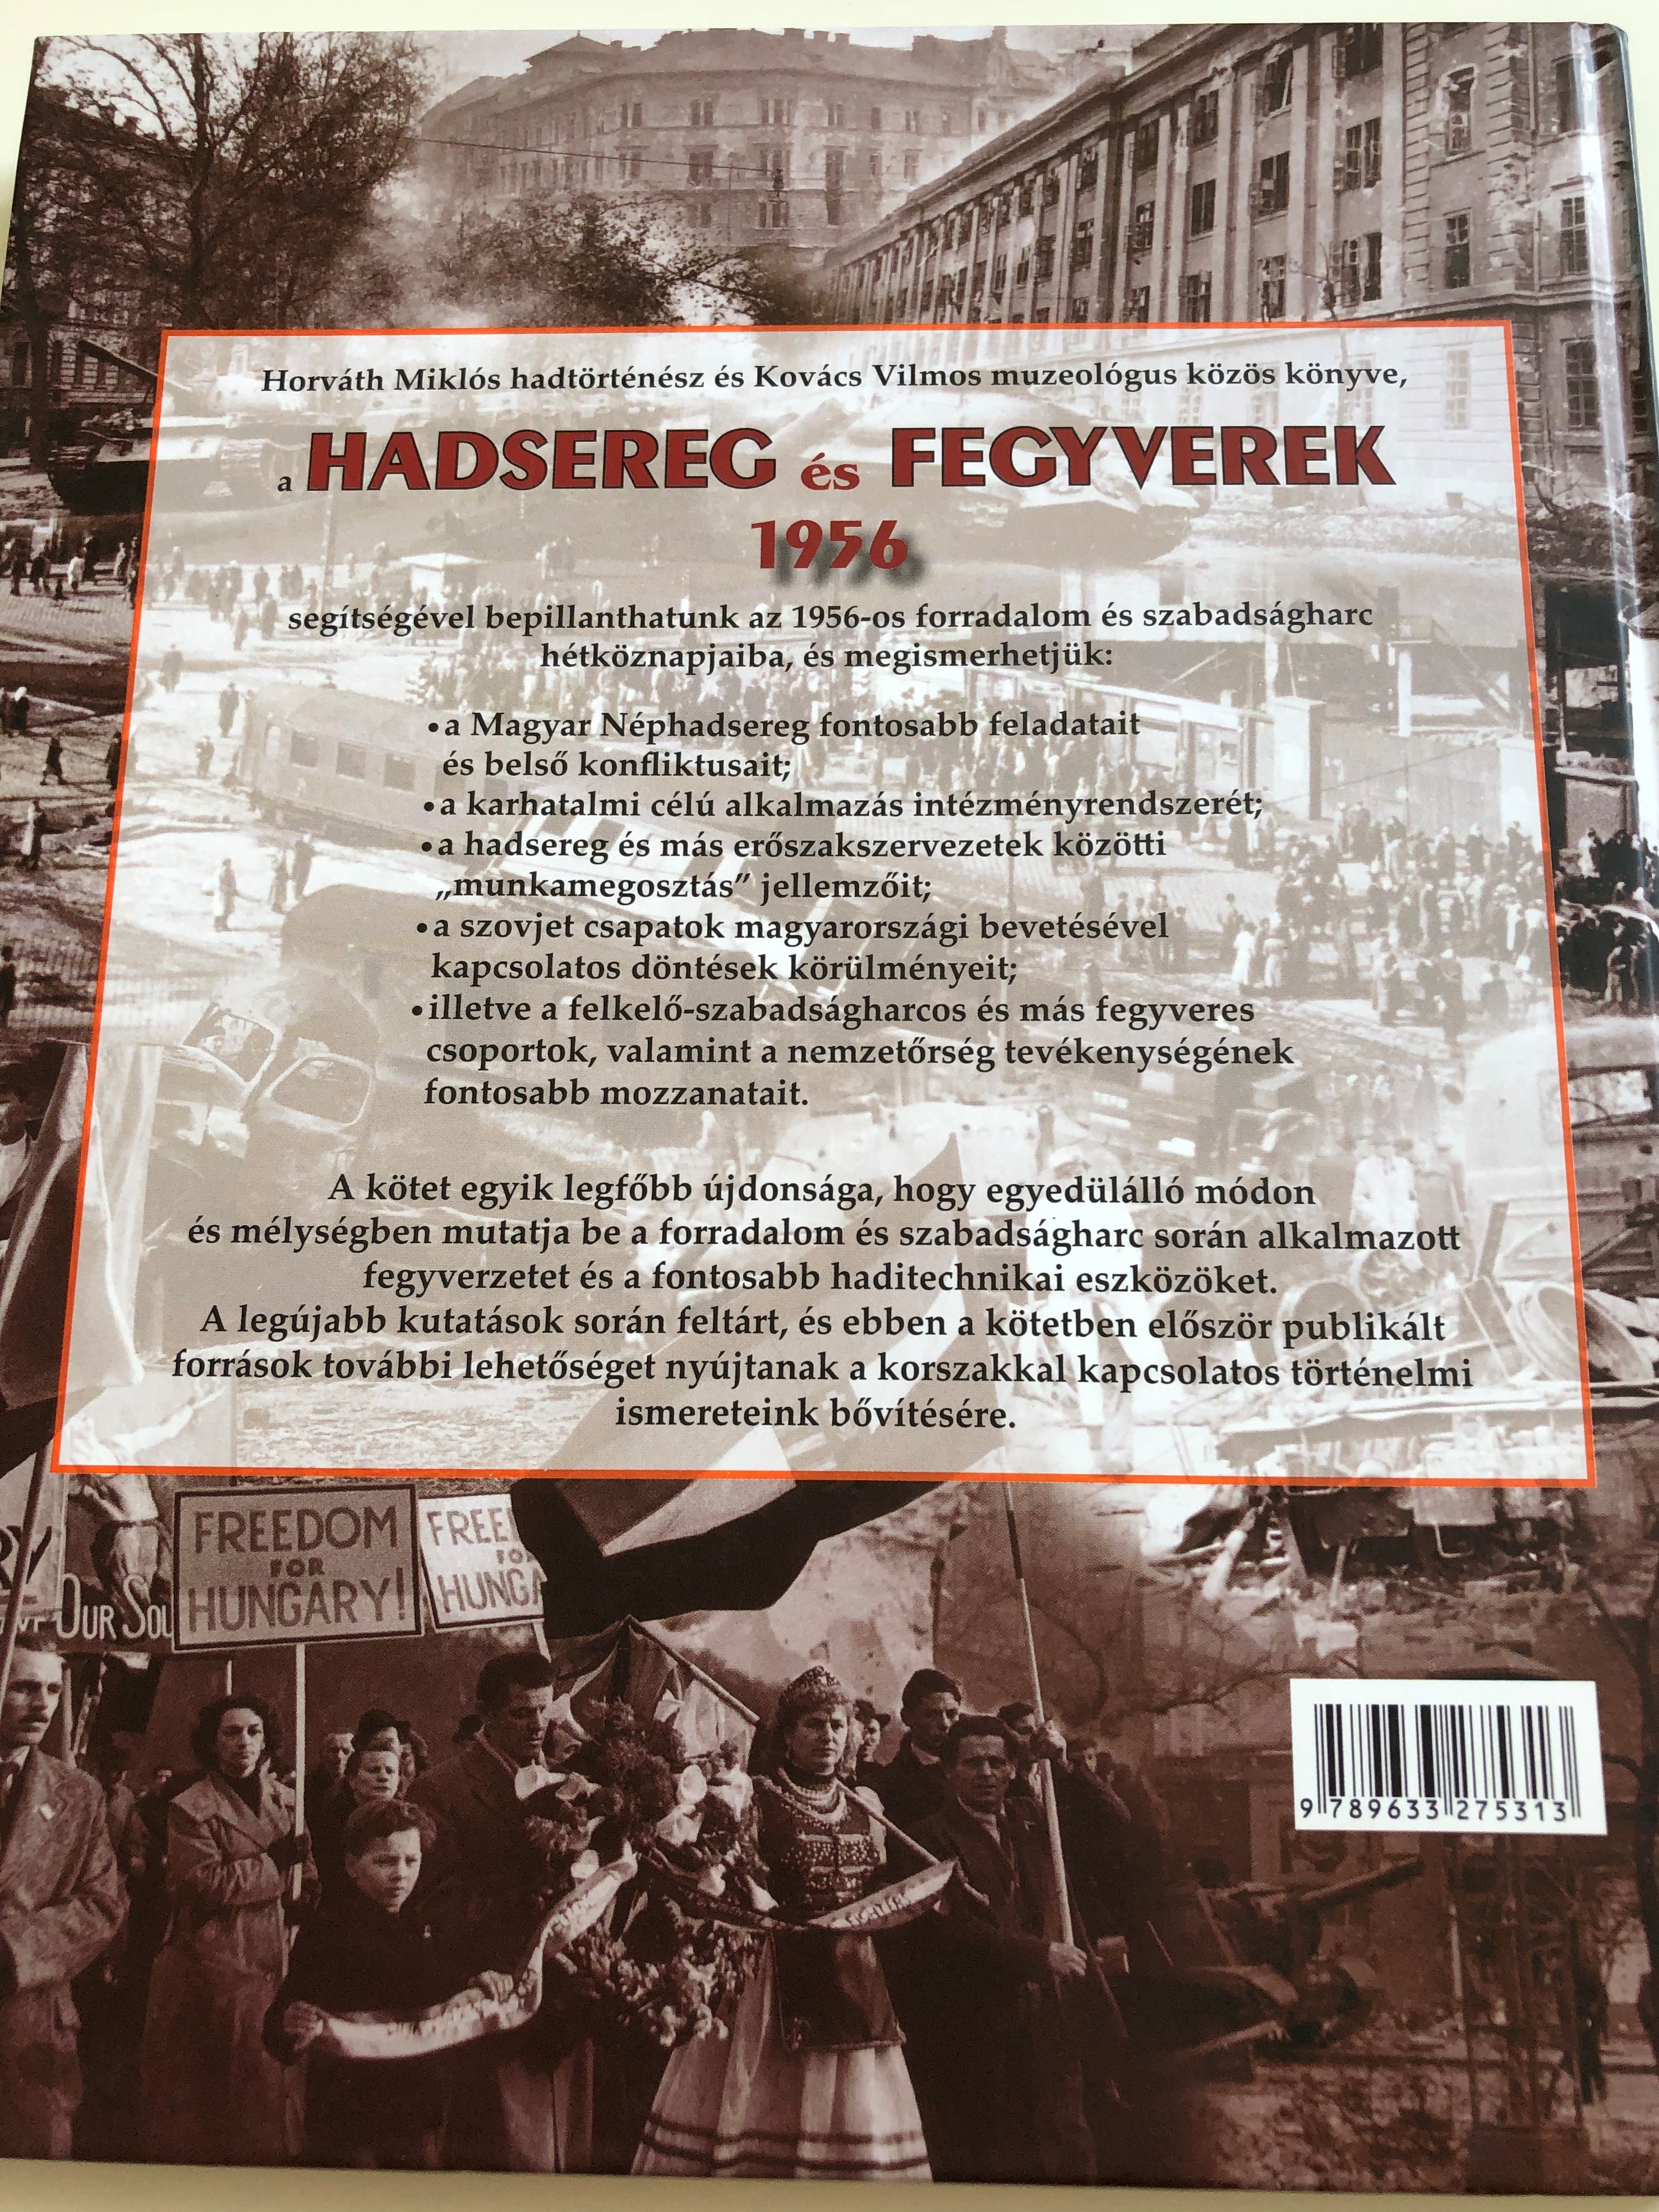 Horváth Miklós hadtörténész és Kovács Vilmos muzeológus közös könyve,
a HADSEREG és FEGYVEREK
1956
segítségével bepillanthatunk az 1956-os forradalom és szabadságharc
hétköznapjaiba, és megismerhetjük:
• a Magyar Néphadsereg fontosabb feladatait
és belső konfliktusait;
• a karhatalmi célú alkalmazás intézményrendszerét;
• a hadsereg és más erőszakszervezetek közötti
„munkamegosztás” jellemzőit;
• a szovjet csapatok magyarországi bevetésével
kapcsolatos döntések körülményeit;
• illetve a felkelő-szabadságharcos és más fegyveres
csoportok, valamint a nemzetőrség tevékenységének
fontosabb mozzanatait.
A kötet egyik legfőbb újdonsága, hogy egyedülálló módon
és mélységben mutatja be a forradalom és szabadságharc során alkalmazott
fegyverzetet és a fontosabb haditechnikai eszközöket.
A legújabb kutatások során feltárt, és ebben a kötetben először publikált
források további lehetőséget nyújtanak a korszakkal kapcsolatos történelmi
ismereteink bővítésére.
FREEDOM
FOR
HUNGARY!
FREE
FO
HUNGA
OUR SOU
9 789633 275313